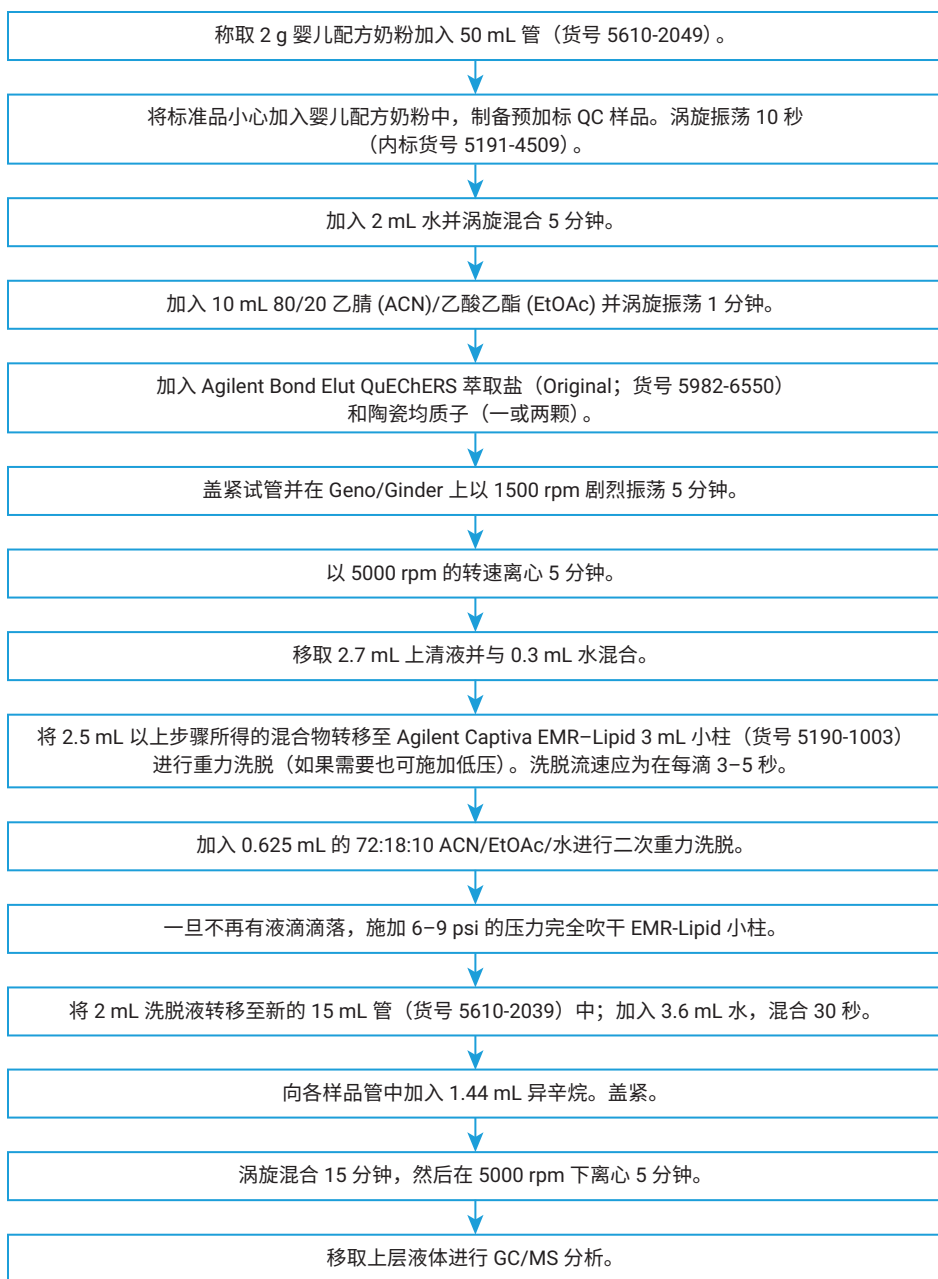 称取 2 g 婴儿配方奶粉加入 50 mL 管（货号 5610-2049）。
将标准品小心加入婴儿配方奶粉中，制备预加标 QC 样品。涡旋振荡 10 秒
（内标货号 5191-4509）。
加入 2 mL 水并涡旋混合 5 分钟。
加入 10 mL 80/20 乙腈 (ACN)/乙酸乙酯 (EtOAc) 并涡旋振荡 1 分钟。
加入 Agilent Bond Elut QuEChERS 萃取盐（Original；货号 5982-6550）
和陶瓷均质子（一或两颗）。
盖紧试管并在 Geno/Ginder 上以 1500 rpm 剧烈振荡 5 分钟。
以 5000 rpm 的转速离心 5 分钟。
移取 2.7 mL 上清液并与 0.3 mL 水混合。
将 2.5 mL 以上步骤所得的混合物转移至 Agilent Captiva EMR–Lipid 3 mL 小柱（货号 5190-1003）
进行重力洗脱（如果需要也可施加低压）。洗脱流速应为在每滴 3–5 秒。
加入 0.625 mL 的 72:18:10 ACN/EtOAc/水进行二次重力洗脱。
一旦不再有液滴滴落，施加 6–9 psi 的压力完全吹干 EMR-Lipid 小柱。
将 2 mL 洗脱液转移至新的 15 mL 管（货号 5610-2039）中；加入 3.6 mL 水，混合 30 秒。
向各样品管中加入 1.44 mL 异辛烷。盖紧。
涡旋混合 15 分钟，然后在 5000 rpm 下离心 5 分钟。
移取上层液体进行 GC/MS 分析。